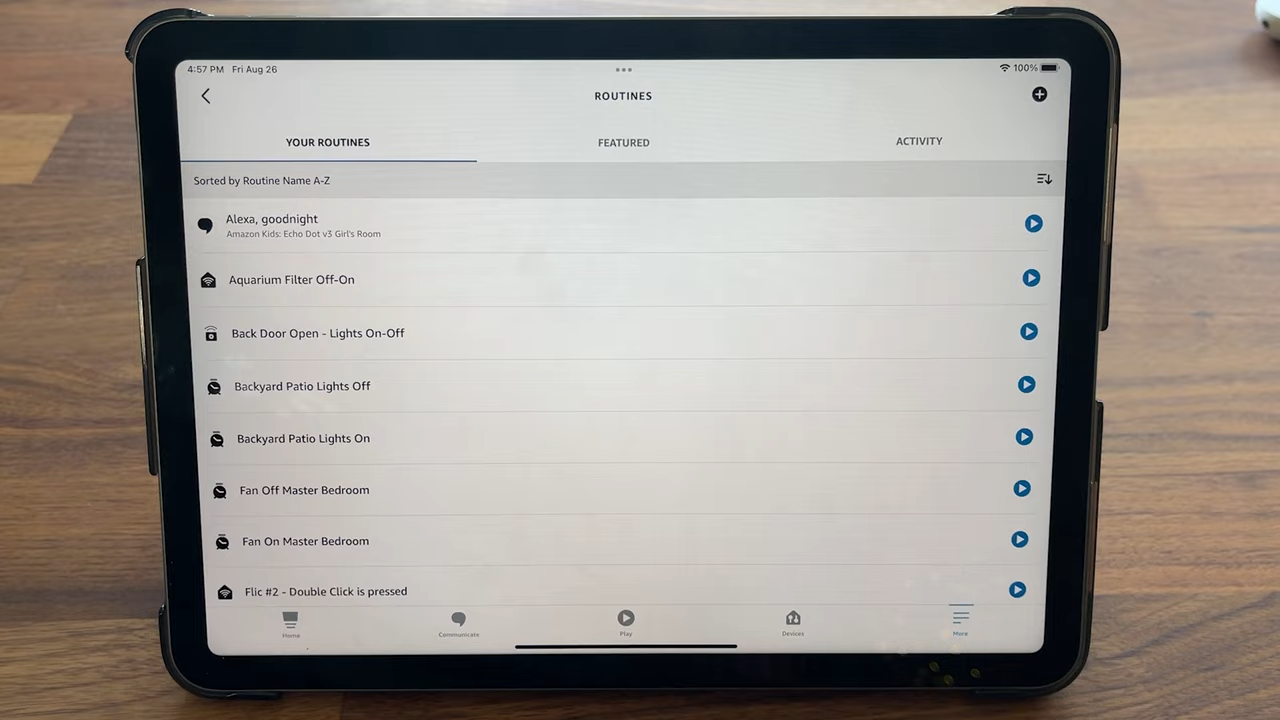 4:57 PM Fri Aug 26
100%
ROUTINES
YOUR ROUTINES
FEATURED
ACTIVITY
Sorted by Routine Name A-Z
Alexa, goodnight
Amazon Kids: Echo Dot v3 Girl's Room
Aquarium Filter Off-On
Back Door Open - Lights On-Off
Backyard Patio Lights Off
Backyard Patio Lights On
Fan Off Master Bedroom
Fan On Master Bedroom
Flic #2 - Double Click is pressed
Home
Communicate
Play
Devices
More